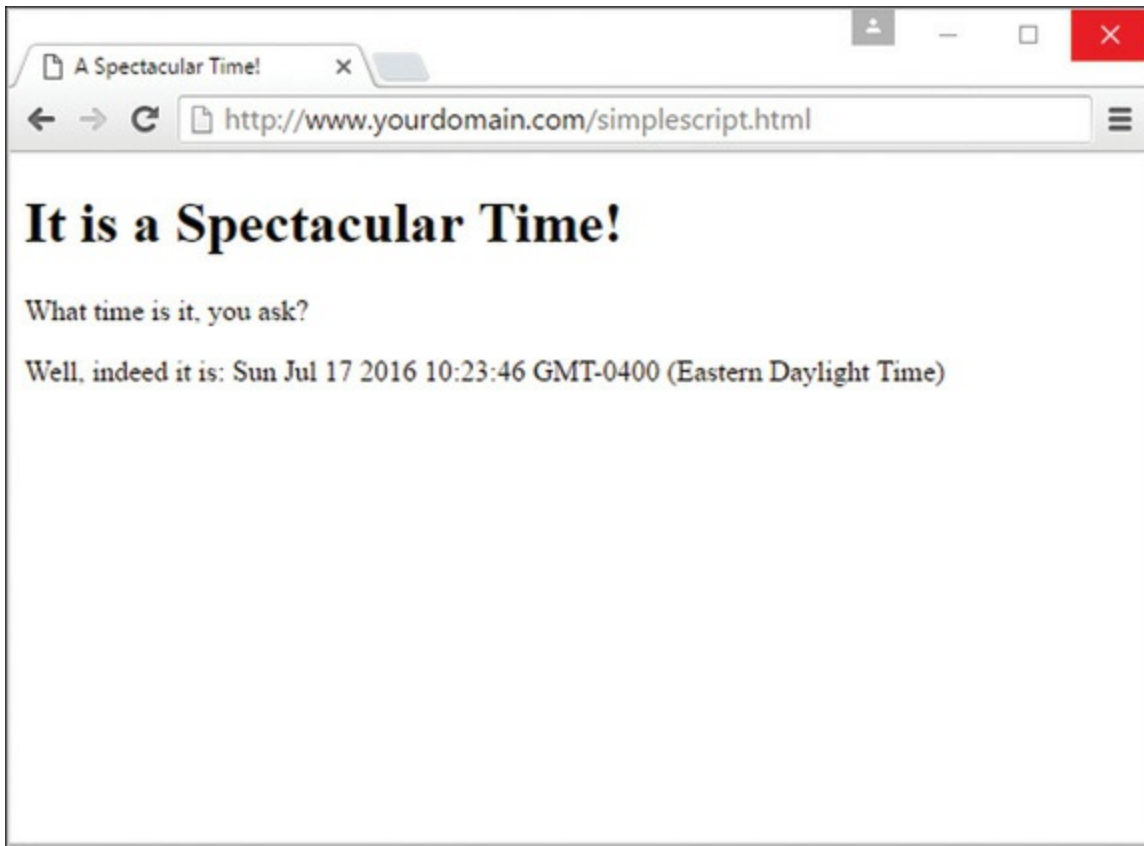 A Spectacular Time!
http://www.yourdomain.com/simplescript.html
It is a Spectacular Time!
What time is it, you ask?
Well, indeed it is: Sun Jul 17 2016 10:23:46 GMT-0400 (Eastern Daylight Time)